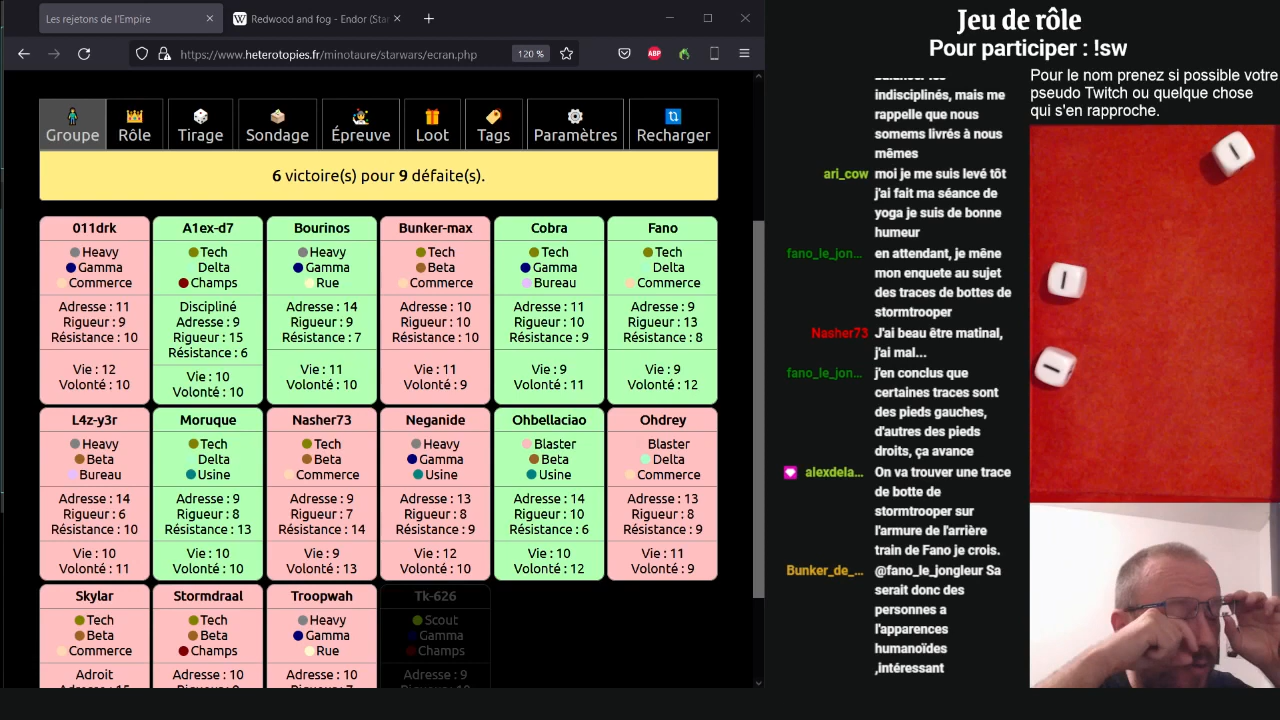 Les rejetons de l'Empire
Redwood and fog - Endor (Star
https://www.heterotopies.fr/minotaure/starwars/ecran.php
120 %
ABP
Groupe
Rôle
Tirage
Sondage
Épreuve
Loot
Tags
Paramètres
Recharger
6 victoire(s) pour 9 défaite(s).
011drk
Heavy
Gamma
Commerce
Adresse : 11
Rigueur : 9
Résistance : 10
Vie : 12
Volonté : 10
A1ex-d7
Tech
Delta
Champs
Discipliné
Adresse : 9
Rigueur : 15
Résistance : 6
Vie : 10
Volonté : 10
Bourinos
Heavy
Gamma
Rue
Adresse : 14
Rigueur : 9
Résistance : 7
Vie : 11
Volonté : 10
Bunker-max
Tech
Beta
Commerce
Adresse : 10
Rigueur : 10
Résistance : 10
Vie : 11
Volonté : 9
Cobra
Tech
Gamma
Bureau
Adresse : 11
Rigueur : 10
Résistance : 9
Vie : 9
Volonté : 11
Fano
Tech
Delta
Commerce
Adresse : 9
Rigueur : 13
Résistance : 8
Vie : 9
Volonté : 12
L4z-y3r
Heavy
Beta
Bureau
Adresse : 14
Rigueur : 6
Résistance : 10
Vie : 10
Volonté : 11
Moruque
Tech
Delta
Usine
Adresse : 9
Rigueur : 8
Résistance : 13
Vie : 10
Volonté : 10
Nasher73
Tech
Beta
Commerce
Adresse : 9
Rigueur : 7
Résistance : 14
Vie : 9
Volonté : 13
Neganide
Heavy
Gamma
Usine
Adresse : 13
Rigueur : 8
Résistance : 9
Vie : 12
Volonté : 10
Ohbellaciao
Blaster
Beta
Usine
Adresse : 14
Rigueur : 10
Résistance : 6
Vie : 10
Volonté : 12
Ohdrey
Blaster
Delta
Commerce
Adresse : 13
Rigueur : 8
Résistance : 9
Vie : 11
Volonté : 9
Skylar
Tech
Beta
Commerce
Adroit
Stormdraal
Tech
Beta
Champs
Adresse : 10
Troopwah
Heavy
Gamma
Rue
Adresse : 10
Tk-626
Scout
Gamma
Champs
Adresse : 9
Jeu de rôle
Pour participer : !sw
Pour le nom prenez si possible votre
pseudo Twitch ou quelque chose
qui s'en rapproche.
indisciplinés, mais me
rappelle que nous
somems livrés à nous
mêmes
ari_cow moi je me suis levé tôt
j'ai fait ma séance de
yoga je suis de bonne
humeur
fano_le_jon... en attendant, je mêne
mon enquete au sujet
des traces de bottes de
stormtrooper
Nasher73 J'ai beau être matinal,
j'ai mal...
fano_le_jon... j'en conclus que
certaines traces sont
des pieds gauches,
d'autres des pieds
droits, ça avance
alexdela... On va trouver une trace
de botte de
stormtrooper sur
l'armure de l'arrière
train de Fano je crois.
Bunker_de_... @fano_le_jongleur Sa
serait donc des
personnes a
l'apparences
humanoïdes
,intéressant